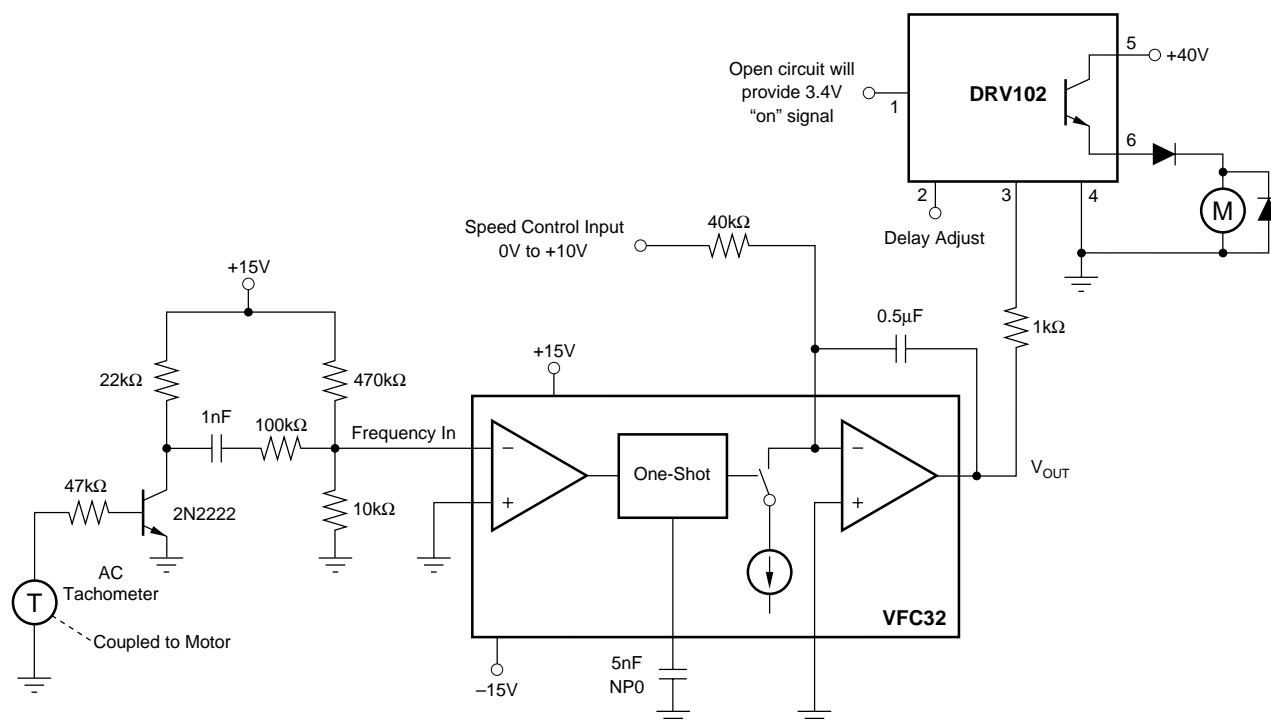 Open circuit will
provide 3.4V
“on” signal
1
DRV102
5
+40V
6
2
3
4
Delay Adjust
M
Speed Control Input
0V to +10V
40kΩ
+15V
22kΩ
470kΩ
1nF
100kΩ
Frequency In
+15V
0.5µF
1kΩ
47kΩ
2N2222
10kΩ
–
+
One-Shot
–
+
VOUT
AC
Tachometer
T
Coupled to Motor
VFC32
–15V
5nF
NP0